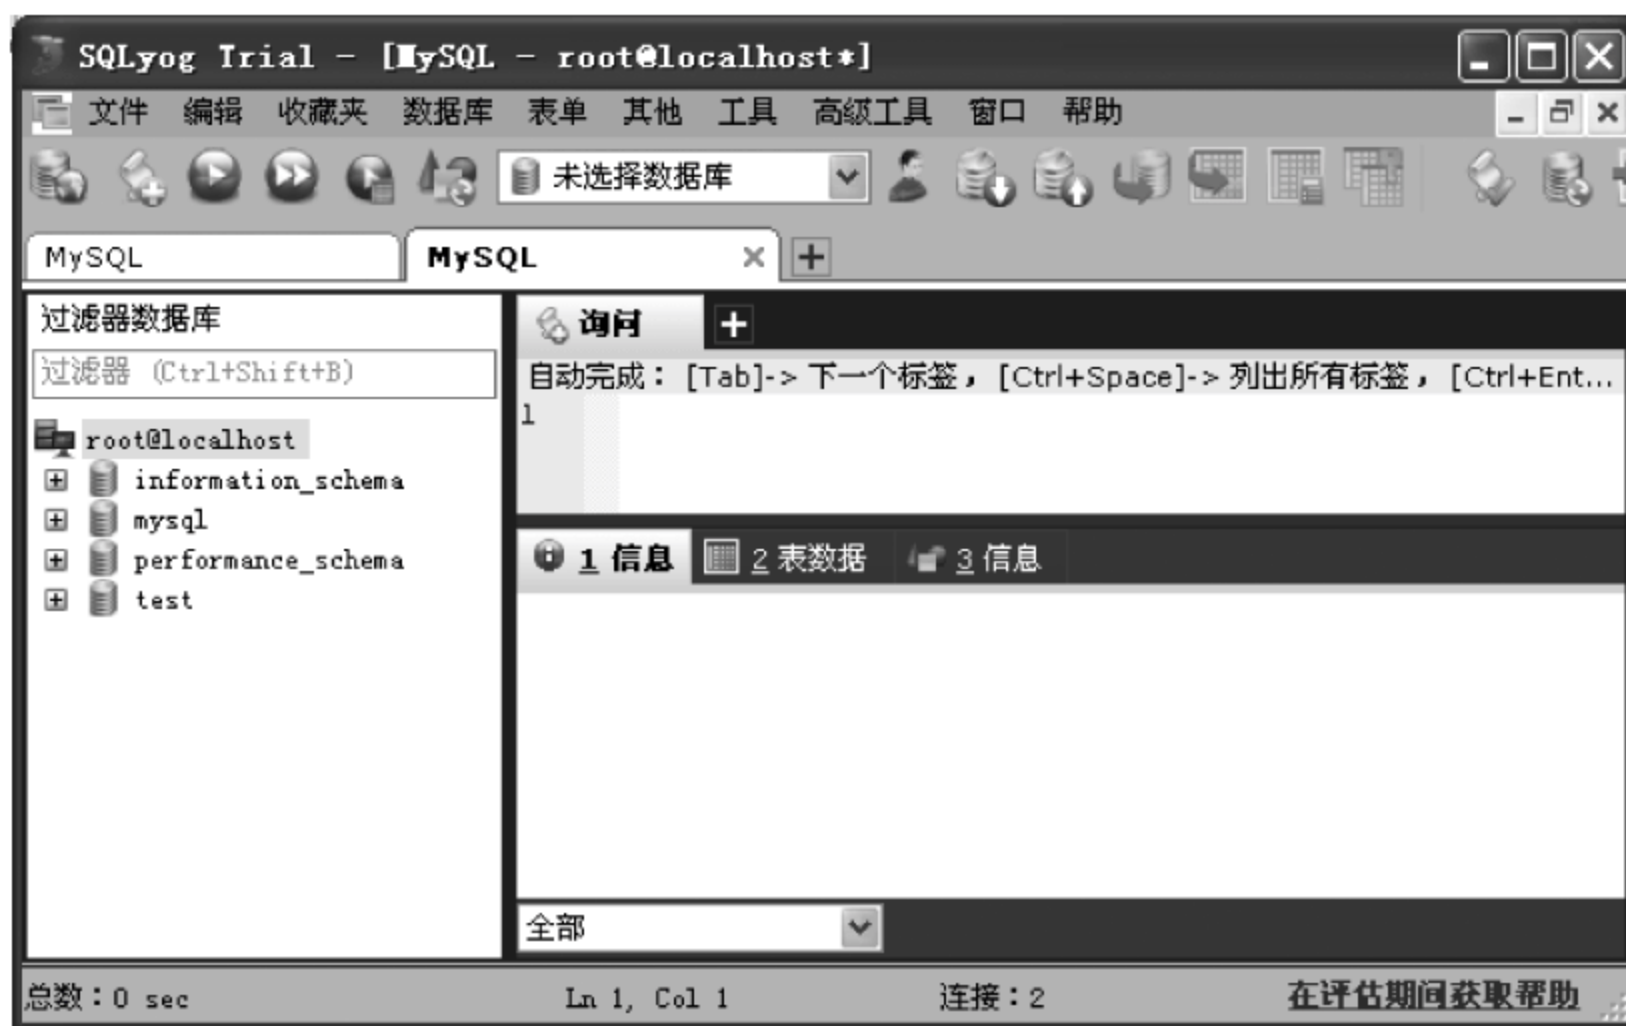 SQLyog Trial - [MySQL - root@localhost*]
文件 编辑 收藏夹 数据库 表单 其他 工具 高级工具 窗口 帮助
未选择数据库
MySQL MySQL
过滤器数据库
过滤器 (Ctrl+Shift+B)
root@localhost
information_schema
mysql
performance_schema
test
询问
自动完成: [Tab]-> 下一个标签, [Ctrl+Space]-> 列出所有标签, [Ctrl+Ent...
1
1 信息 2 表数据 3 信息
全部
总数:0 sec Ln 1, Col 1 连接:2 在评估期间获取帮助